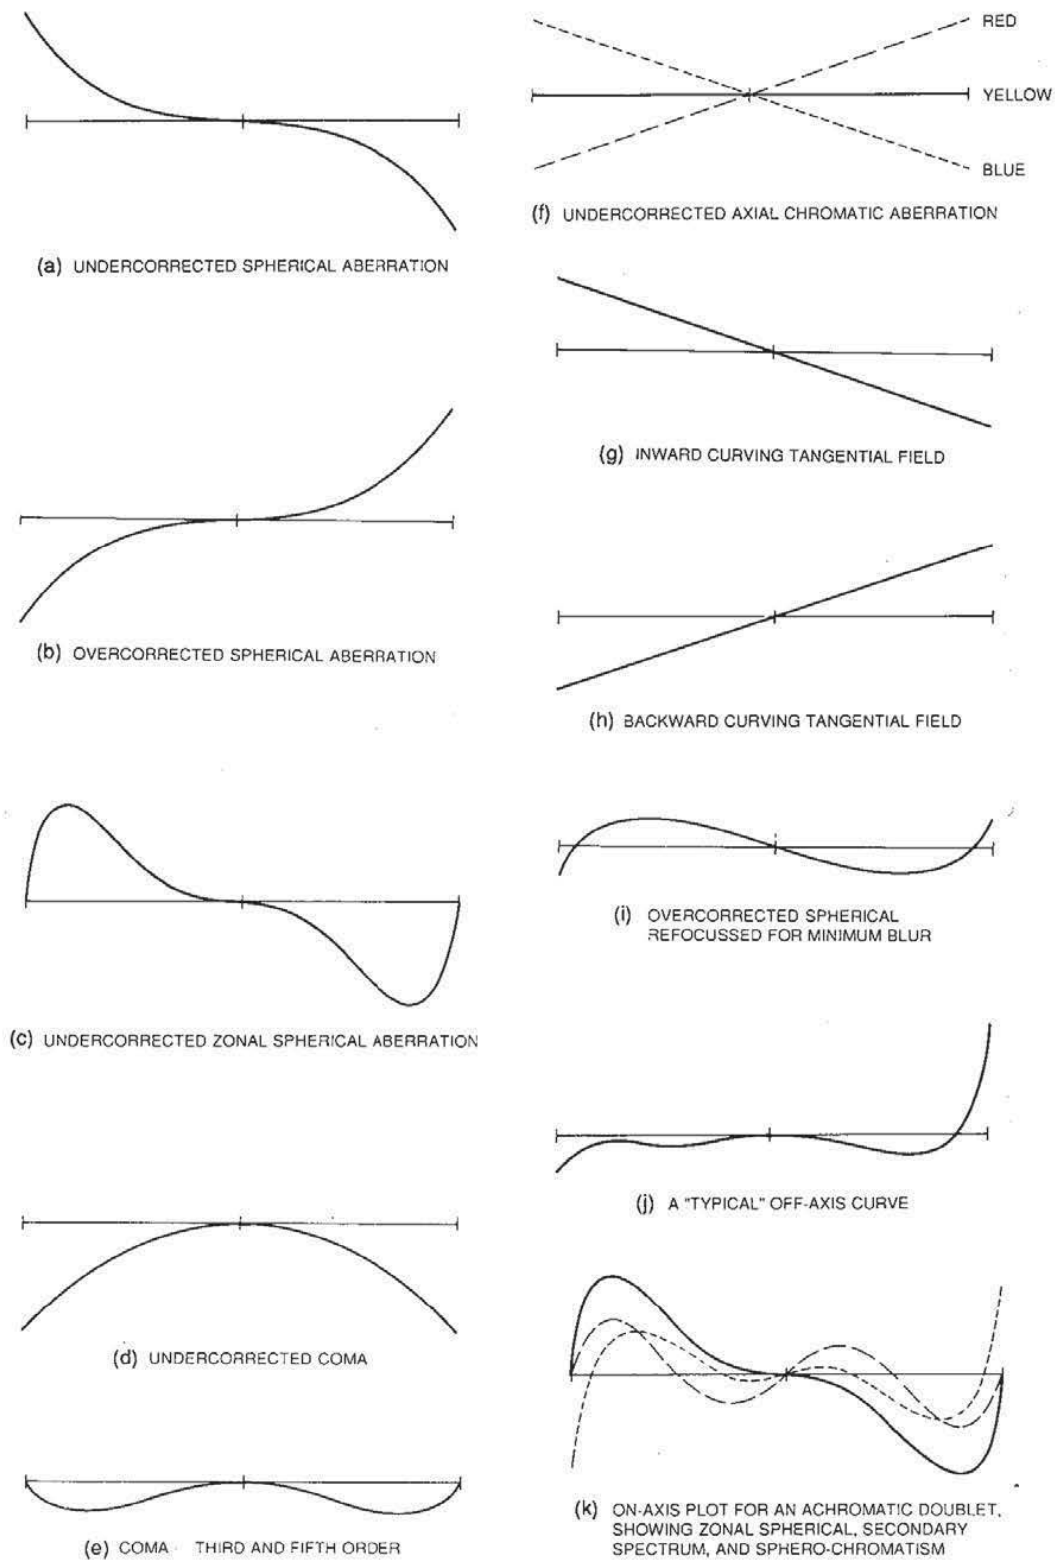 (a) UNDERCORRECTED SPHERICAL ABERRATION
(b) OVERCORRECTED SPHERICAL ABERRATION
(c) UNDERCORRECTED ZONAL SPHERICAL ABERRATION
(d) UNDERCORRECTED COMA
(e) COMA THIRD AND FIFTH ORDER
RED
YELLOW
BLUE
(f) UNDERCORRECTED AXIAL CHROMATIC ABERRATION
(g) INWARD CURVING TANGENTIAL FIELD
(h) BACKWARD CURVING TANGENTIAL FIELD
(i) OVERCORRECTED SPHERICAL
REFOCUSSED FOR MINIMUM BLUR
(j) A "TYPICAL" OFF-AXIS CURVE
(k) ON-AXIS PLOT FOR AN ACHROMATIC DOUBLET,
SHOWING ZONAL SPHERICAL, SECONDARY
SPECTRUM, AND SPHERO-CHROMATISM